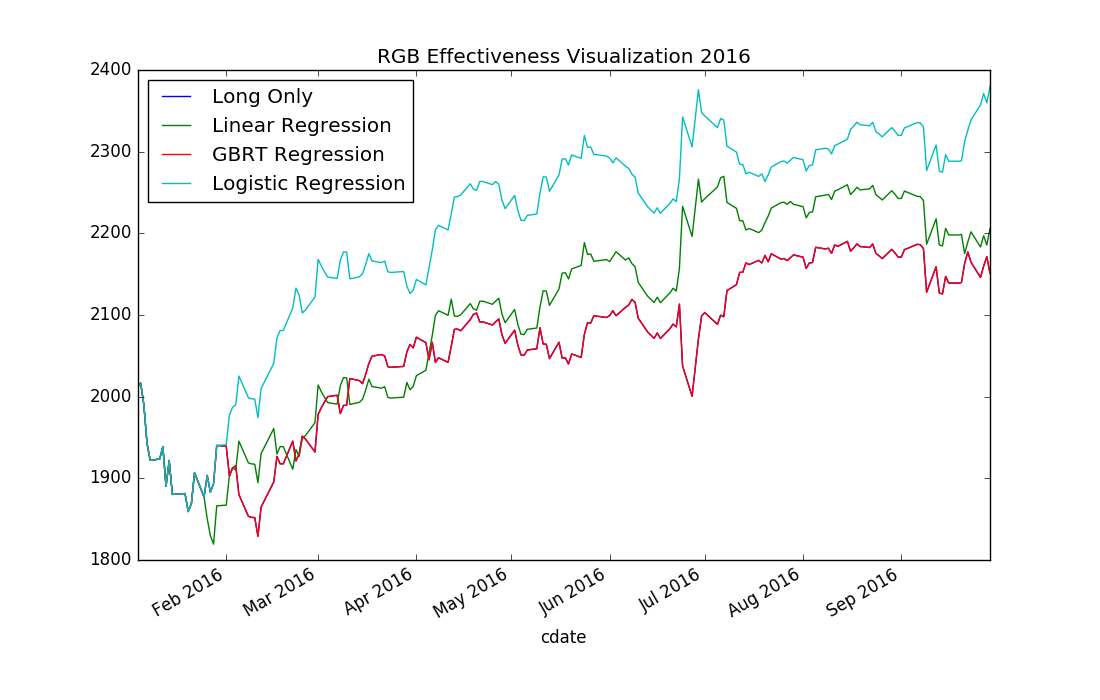 RGB Effectiveness Visualization 2016
2400
2300
2200
2100
2000
1900
1800
Long Only
Linear Regression
GBRT Regression
Logistic Regression
Feb 2016
Mar 2016
Apr 2016
May 2016
Jun 2016
Jul 2016
Aug 2016
Sep 2016
cdate